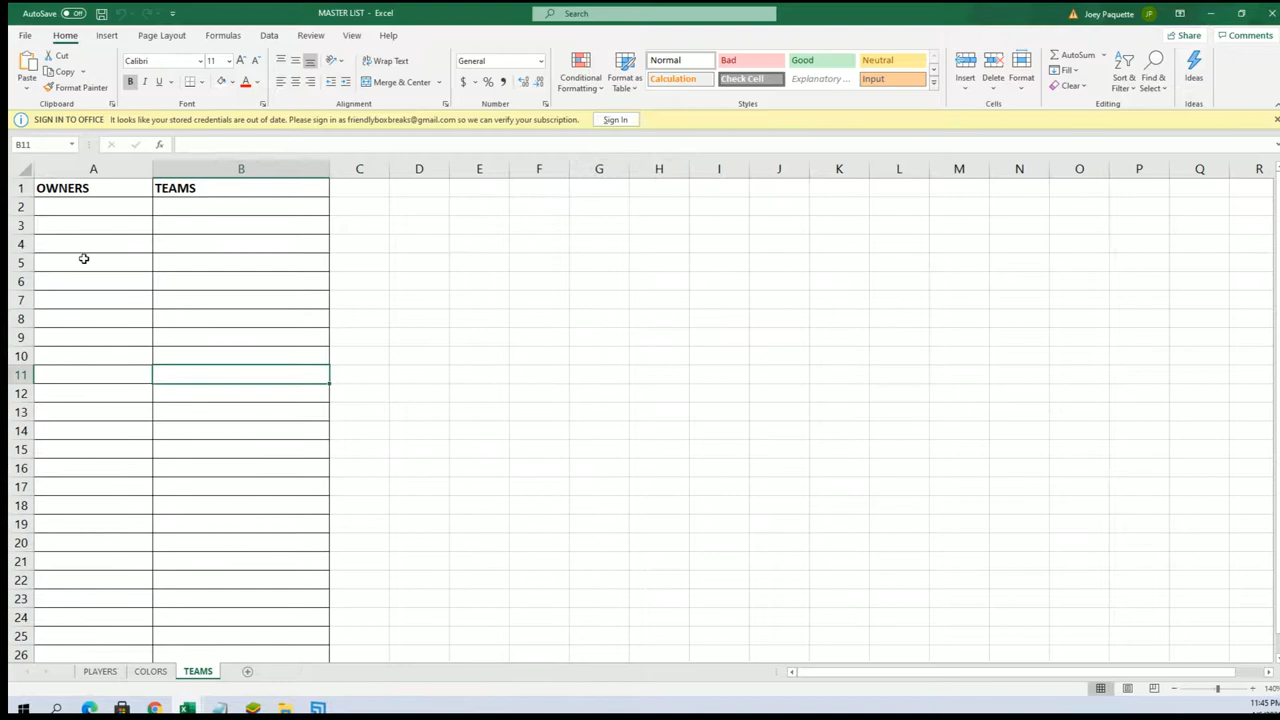 AutoSave Off MASTER LIST - Excel Search Joey Paquette JP
File Home Insert Page Layout Formulas Data Review View Help Share Comments
Paste Cut Copy Format Painter Clipboard
Calibri 11 A A B I U A Font
Wrap Text Merge & Center Alignment
General $ % , Number
Conditional Formatting Format as Table
Normal Bad Good Neutral
Calculation Check Cell Explanatory ... Input
Styles
Insert Delete Format Cells
AutoSum Fill Clear Sort & Filter Find & Select Editing
Ideas Ideas
SIGN IN TO OFFICE It looks like your stored credentials are out of date. Please sign in as friendlyboxbreaks@gmail.com so we can verify your subscription. Sign In
B11 fx
A B C D E F G H I J K L M N O P Q R
1 OWNERS TEAMS
2
3
4
5
6
7
8
9
10
11
12
13
14
15
16
17
18
19
20
21
22
23
24
25
26
PLAYERS COLORS TEAMS
140%
11:45 PM